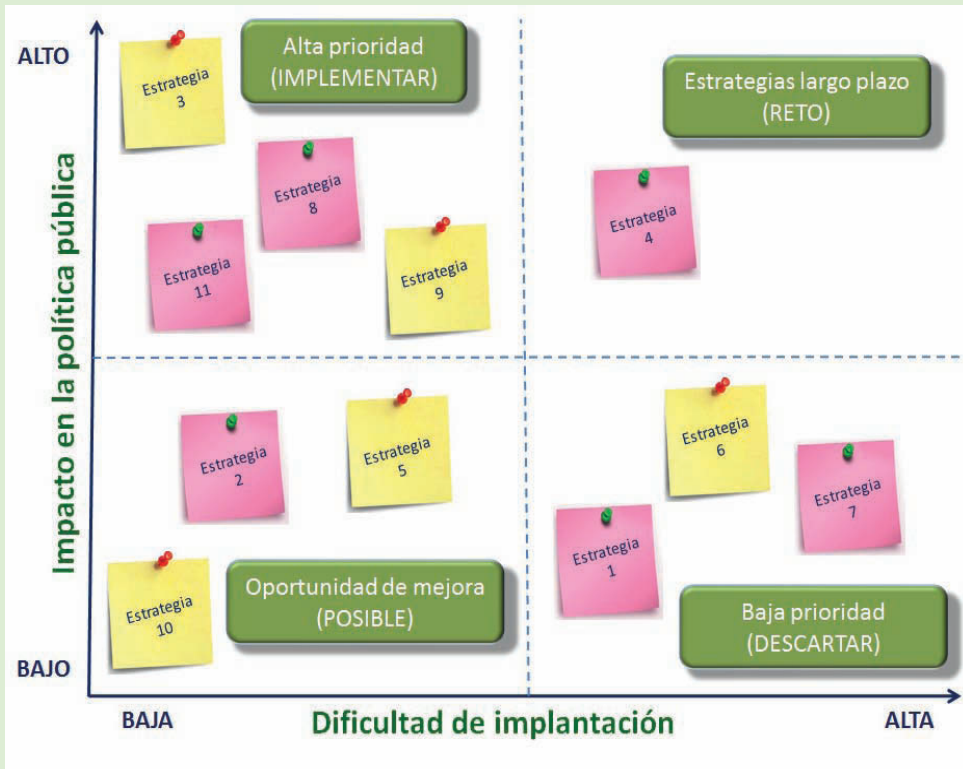 ALTO
Impacto en la política pública
BAJO
Estrategia
3
Alta prioridad
(IMPLEMENTAR)
Estrategia
8
Estrategia
11
Estrategia
9
Estrategias largo plazo
(RETO)
Estrategia
4
Estrategia
2
Estrategia
5
Estrategia
10
Oportunidad de mejora
(POSIBLE)
Estrategia
6
Estrategia
7
Estrategia
1
Baja prioridad
(DESCARTAR)
BAJA
Dificultad de implantación
ALTA